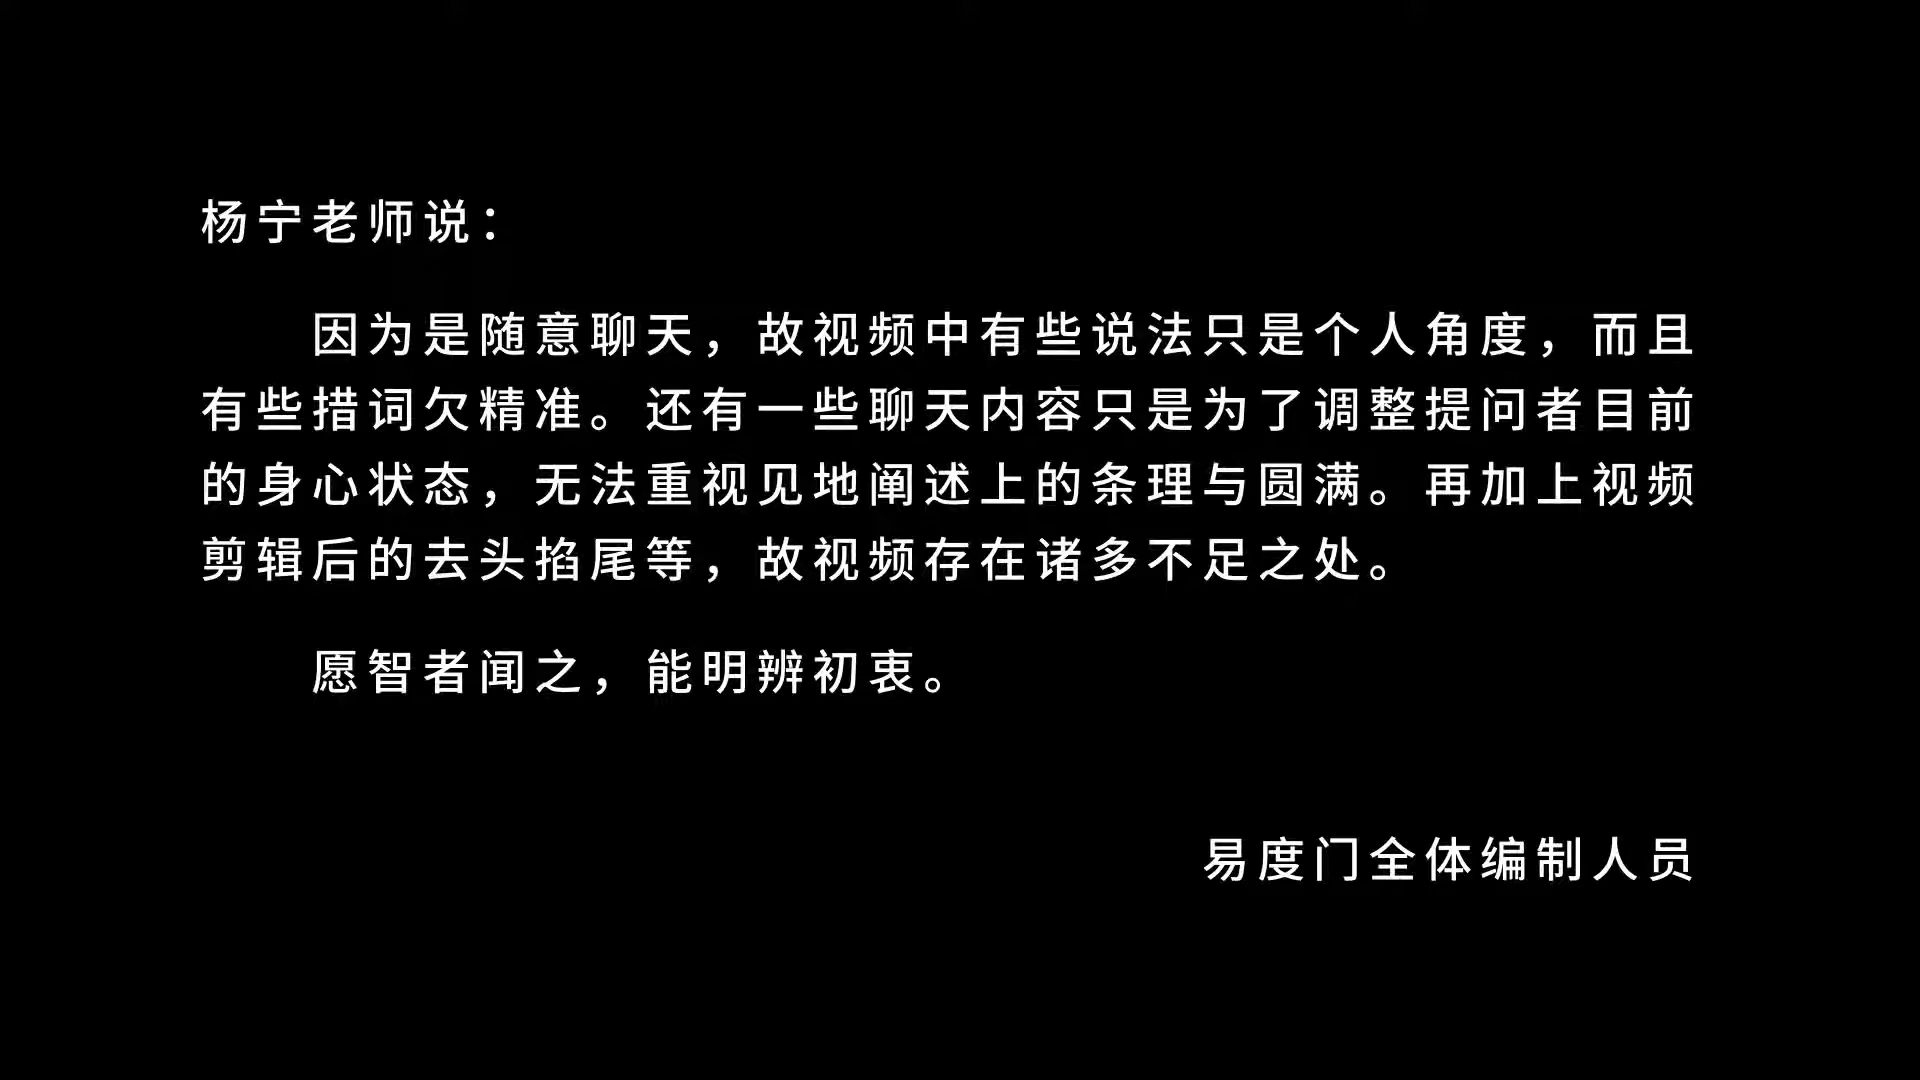 杨宁老师说：
因为是随意聊天，故视频中有些说法只是个人角度，而且
有些措词欠精准。还有一些聊天内容只是为了调整提问者目前
的身心状态，无法重视见地阐述上的条理与圆满。再加上视频
剪辑后的去头掐尾等，故视频存在诸多不足之处。
愿智者闻之，能明辨初衷。
易度门全体编制人员